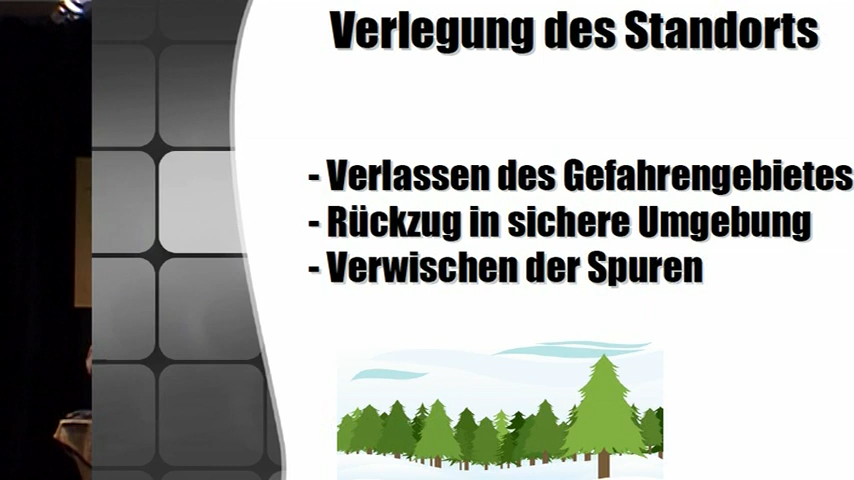 Verlegung des Standorts
- Verlassen des Gefahrengebietes
- Rückzug in sichere Umgebung
- Verwischen der Spuren